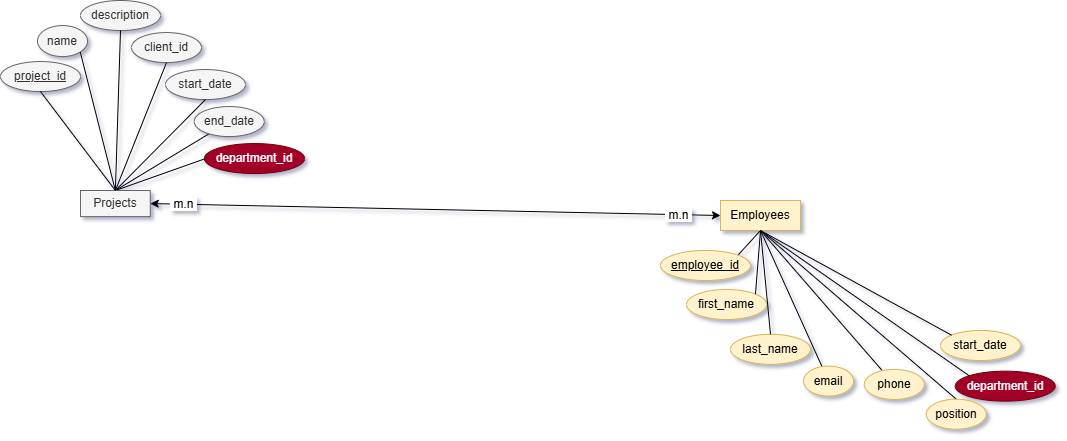 description
name
client_id
project_id
start_date
end_date
department_id
Projects
m.n
m.n
Employees
employee_id
first_name
last_name
start_date
email
phone
department_id
position